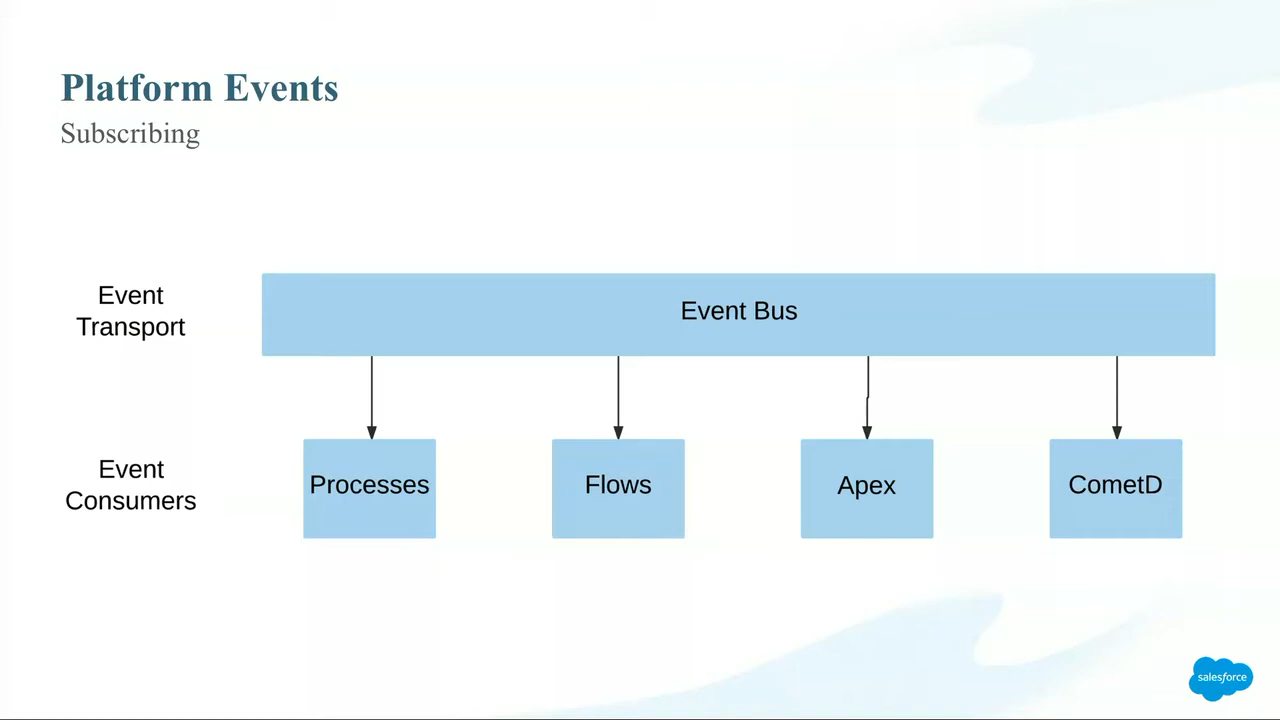 Platform Events
Subscribing
Event
Transport
Event Bus
Event
Consumers
Processes
Flows
Apex
CometD
salesforce